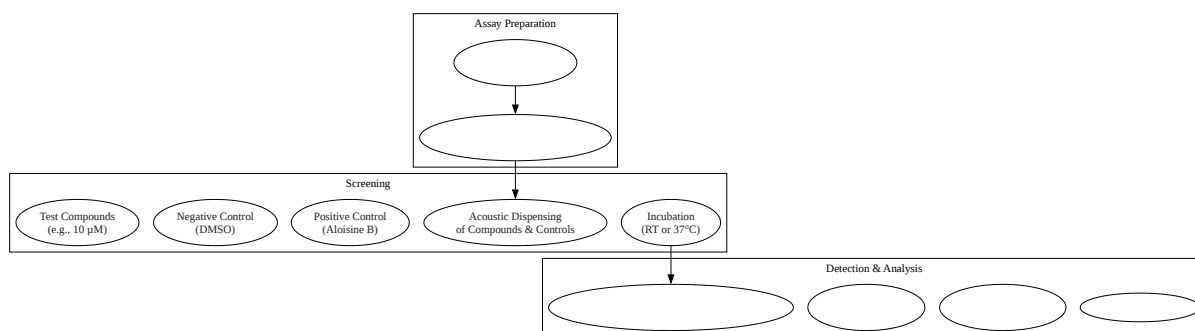 Assay Preparation
Screening
Test Compounds
(e.g., 10 µM)
Negative Control
(DMSO)
Positive Control
(Aloisine B)
Acoustic Dispensing
of Compounds & Controls
Incubation
(RT or 37°C)
Detection & Analysis